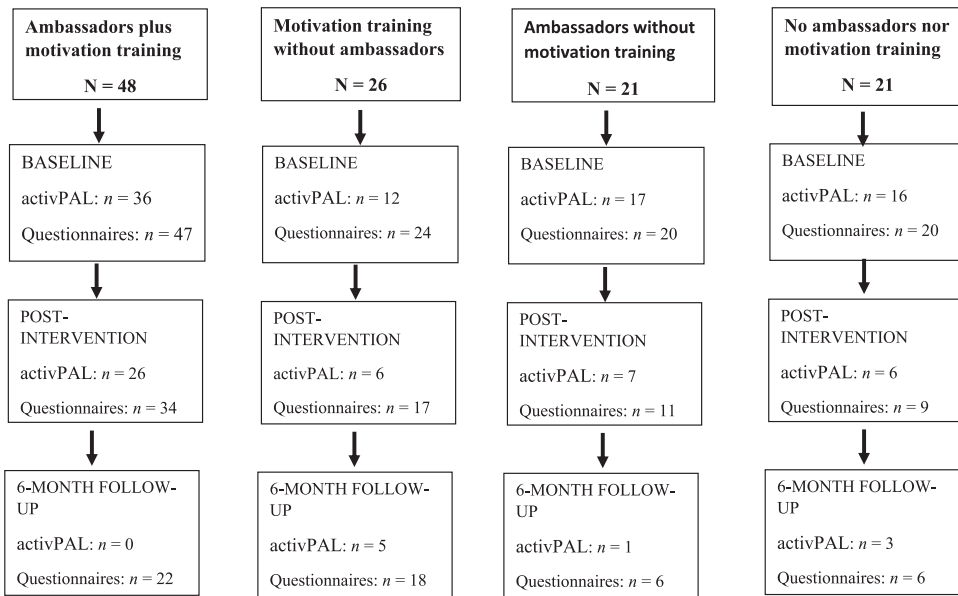 Ambassadors plus
motivation training
N = 48
BASELINE
activPAL: n = 36
Questionnaires: n = 47
POST-
INTERVENTION
activPAL: n = 26
Questionnaires: n = 34
6-MONTH FOLLOW-
UP
activPAL: n = 0
Questionnaires: n = 22
Motivation training
without ambassadors
N = 26
BASELINE
activPAL: n = 12
Questionnaires: n = 24
POST-
INTERVENTION
activPAL: n = 6
Questionnaires: n = 17
6-MONTH FOLLOW-
UP
activPAL: n = 5
Questionnaires: n = 18
Ambassadors without
motivation training
N = 21
BASELINE
activPAL: n = 17
Questionnaires: n = 20
POST-
INTERVENTION
activPAL: n = 7
Questionnaires: n = 11
6-MONTH FOLLOW-
UP
activPAL: n = 1
Questionnaires: n = 6
No ambassadors nor
motivation training
N = 21
BASELINE
activPAL: n = 16
Questionnaires: n = 20
POST-
INTERVENTION
activPAL: n = 6
Questionnaires: n = 9
6-MONTH FOLLOW-
UP
activPAL: n = 3
Questionnaires: n = 6